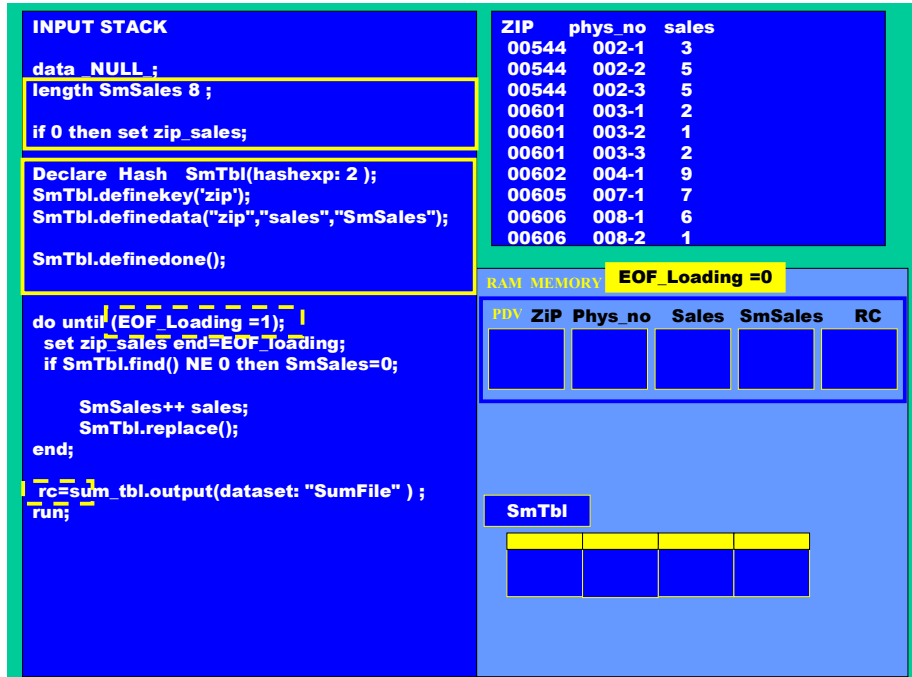 INPUT STACK
data _NULL_;
length SmSales 8 ;
if 0 then set zip_sales;
Declare Hash SmTbl(hashexp: 2 );
SmTbl.definekey('zip');
SmTbl.definedata("zip","sales","SmSales");
SmTbl.definedone();
do until (EOF_Loading =1);
set zip_sales end=EOF_loading;
if SmTbl.find() NE 0 then SmSales=0;
SmSales++ sales;
SmTbl.replace();
end;
rc=sum_tbl.output(dataset: "SumFile" ) ;
run;
ZIP phys_no sales
00544 002-1 3
00544 002-2 5
00544 002-3 5
00601 003-1 2
00601 003-2 1
00601 003-3 2
00602 004-1 9
00605 007-1 7
00606 008-1 6
00606 008-2 1
RAM MEMORY EOF_Loading =0
PDV ZiP Phys_no Sales SmSales RC
SmTbl